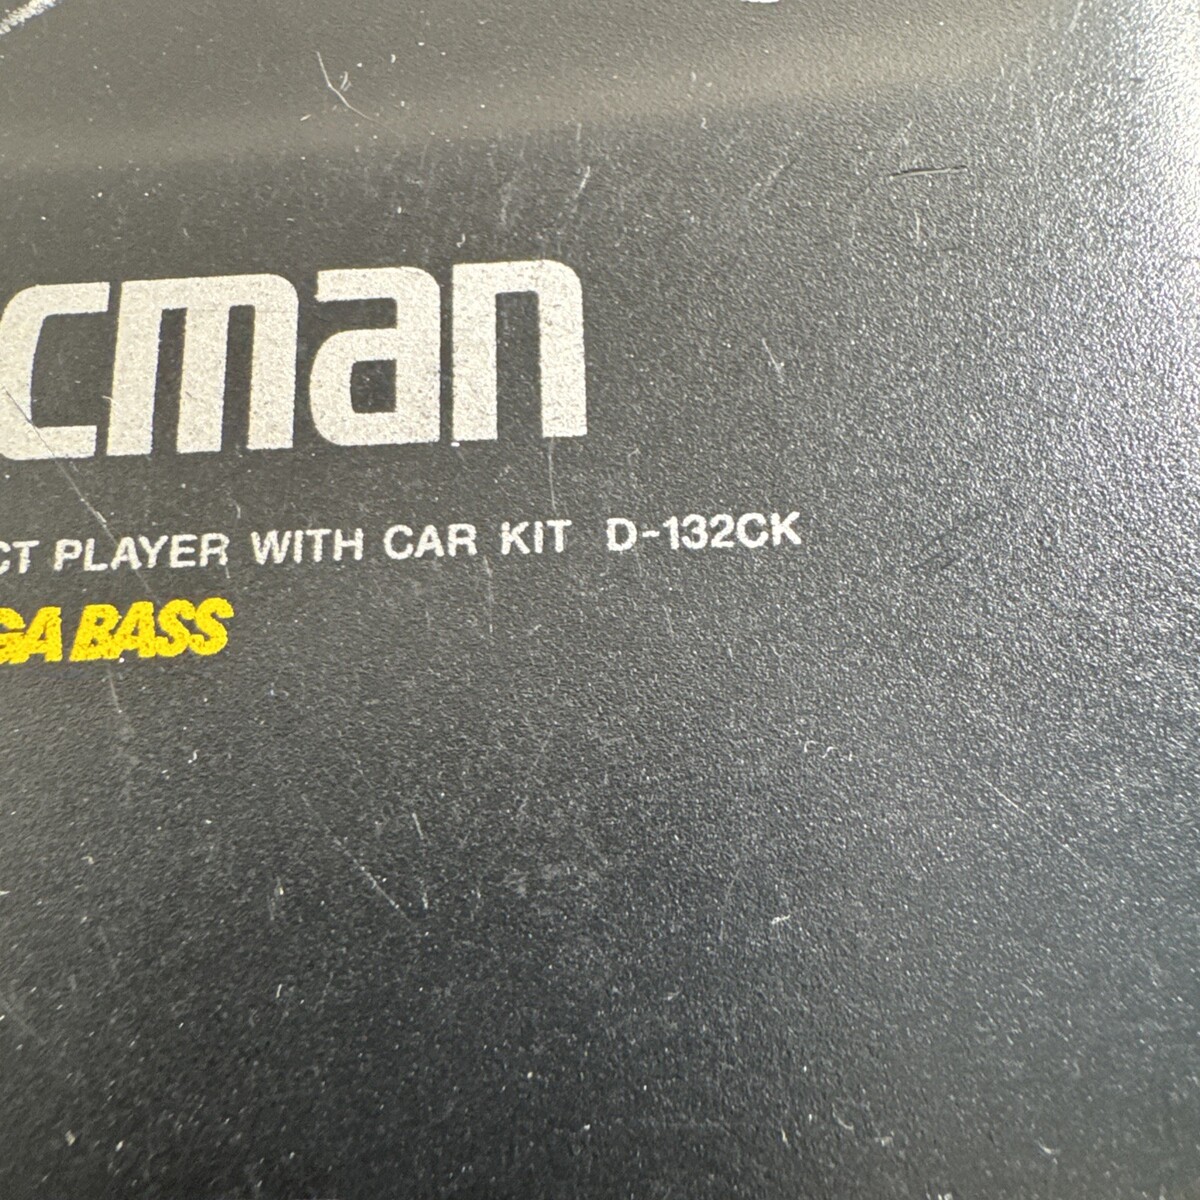 cman
CT PLAYER WITH CAR KIT D-132CK
GA BASS